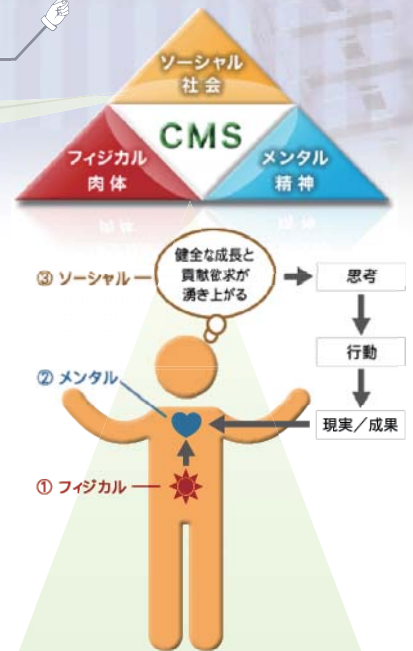 ソーシャル
社会
CMS
フィジカル
肉体
メンタル
精神
③ ソーシャル
健全な成長と
貢献欲求が
湧き上がる
思考
行動
② メンタル
現実／成果
① フィジカル